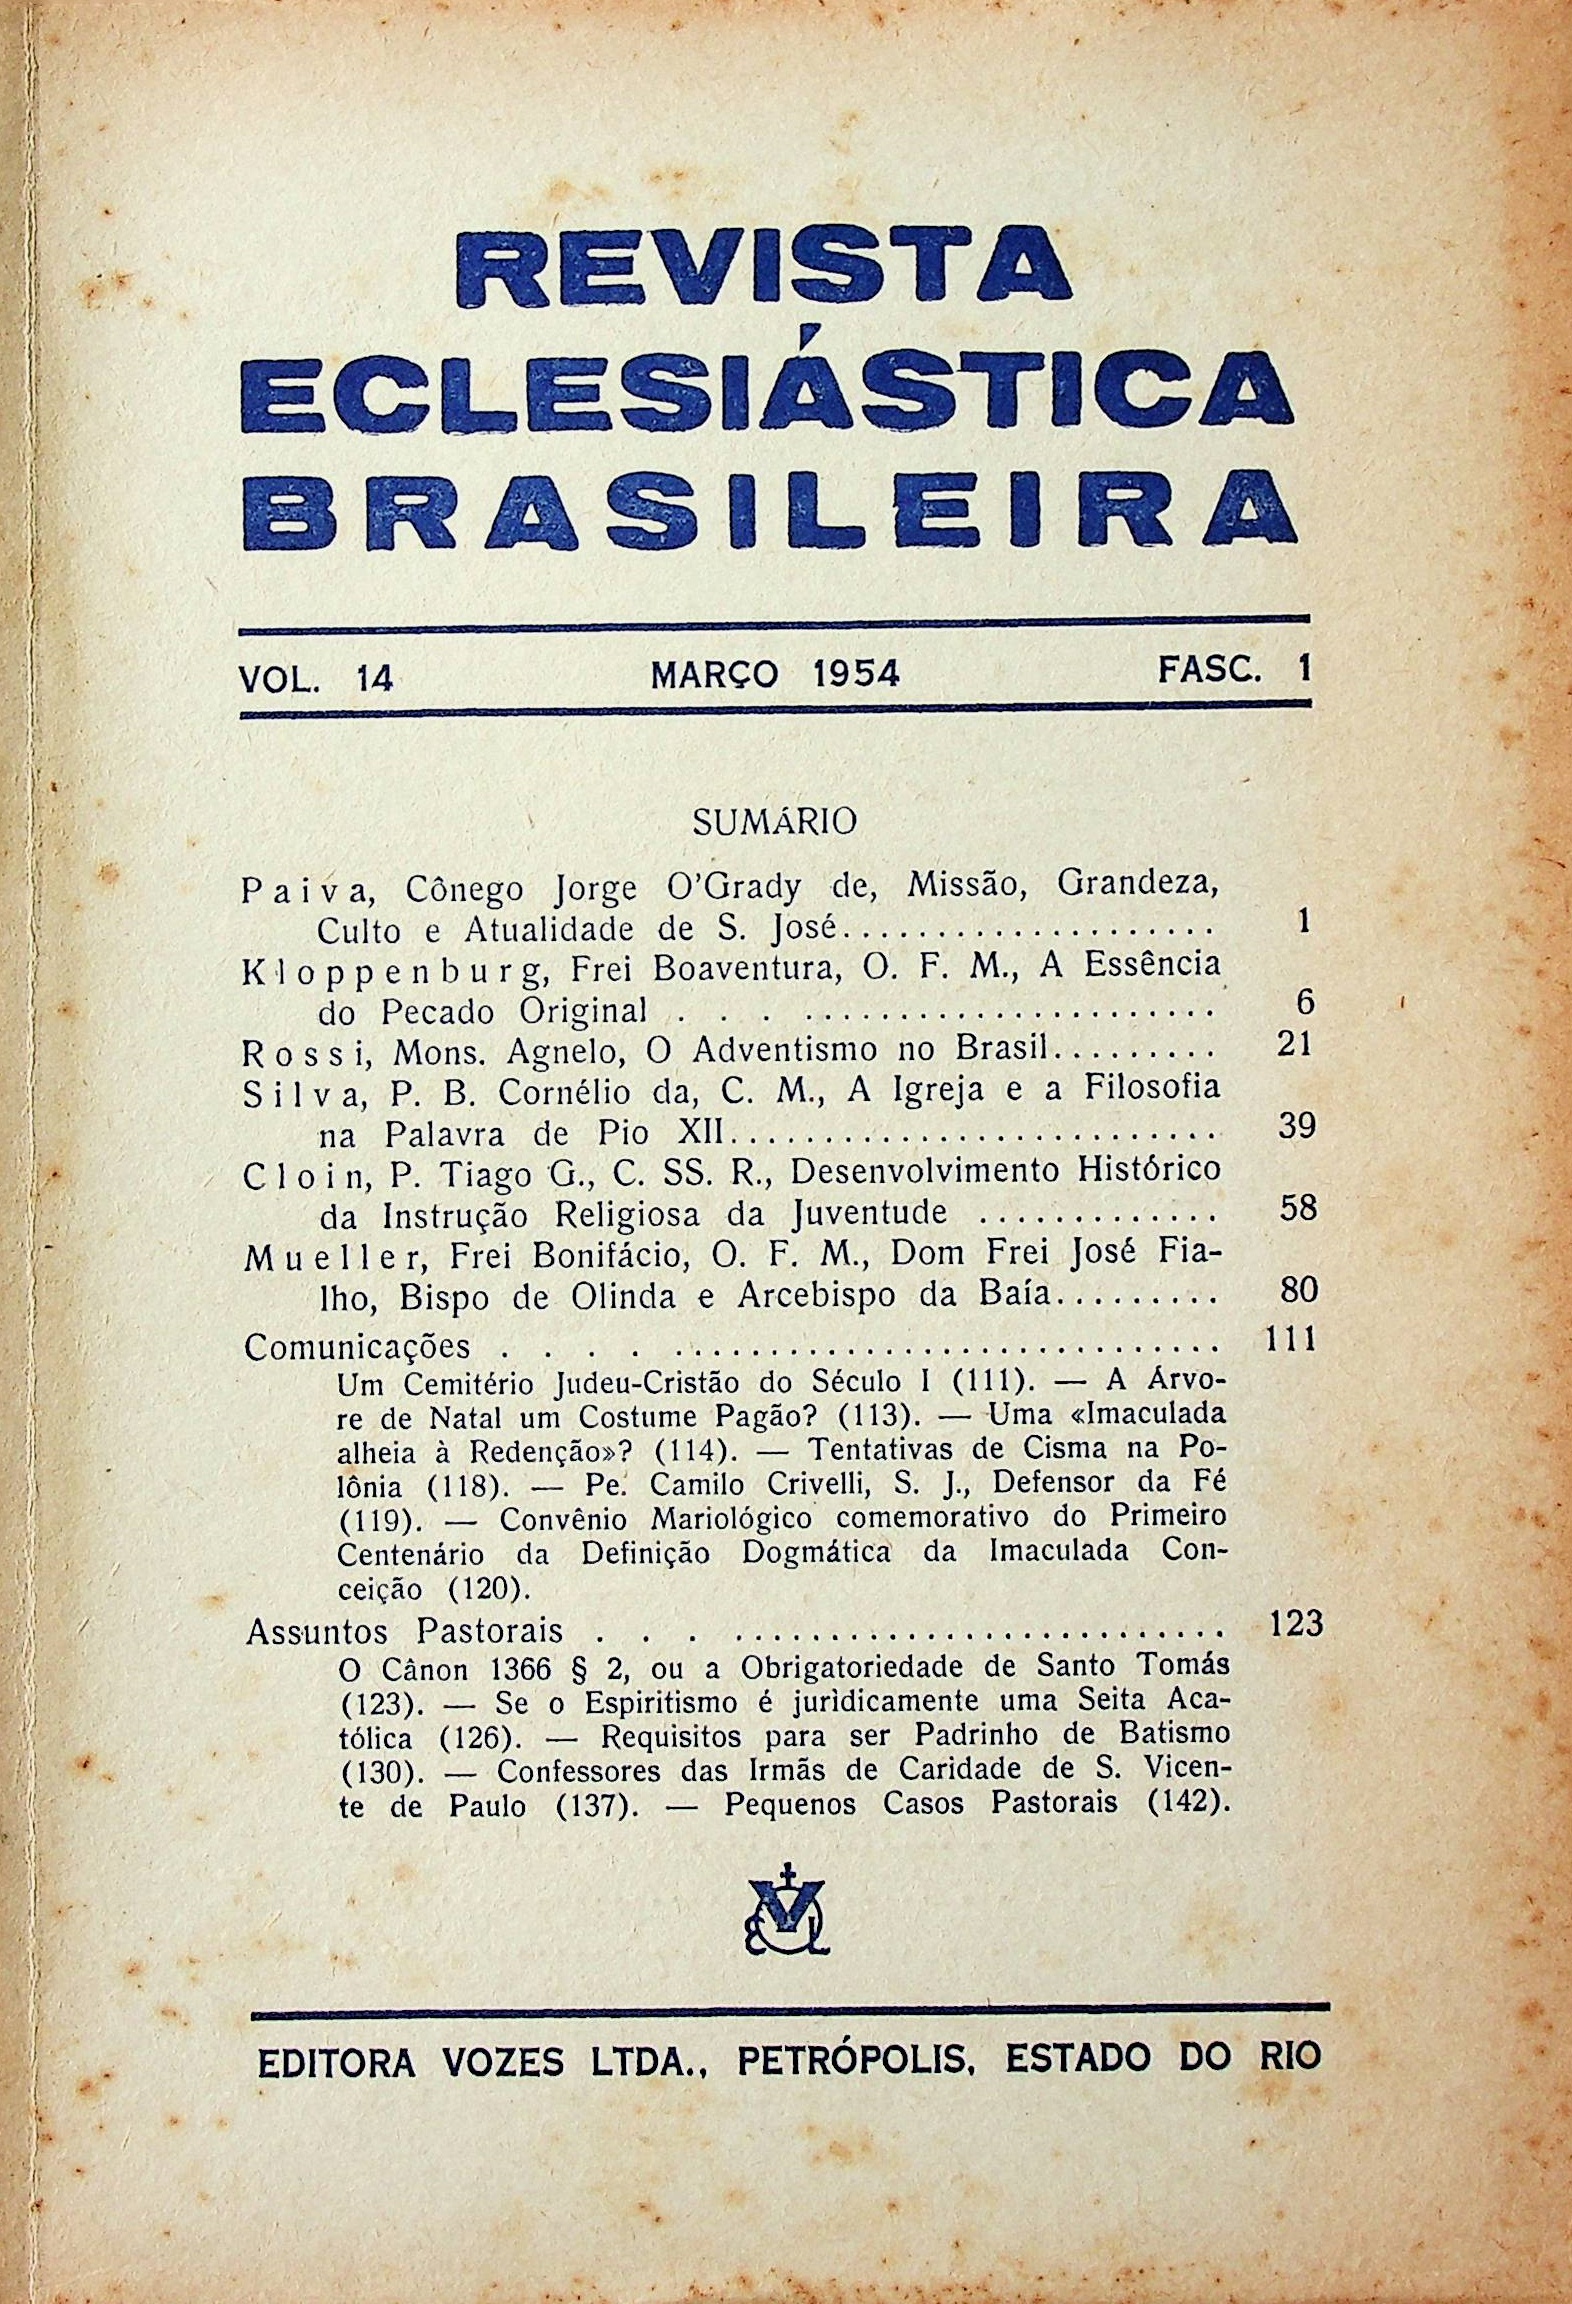 REVISTA
ECLESIÁSTICA
BRASILEIRA
VOL. 14 MARÇO 1954 FASC. 1
SUMÁRIO
Paiva, Cônego Jorge O'Grady de, Missão, Grandeza,
Culto e Atualidade de S. José.................... 1
Kloppenburg, Frei Boaventura, O. F. M., A Essência
do Pecado Original . . . ...................... 6
Rossi, Mons. Agnelo, O Adventismo no Brasil......... 21
Silva, P. B. Cornélio da, C. M., A Igreja e a Filosofia
na Palavra de Pio XII.......................... 39
Cloin, P. Tiago G., C. SS. R., Desenvolvimento Histórico
da Instrução Religiosa da Juventude ............. 58
Mueller, Frei Bonifácio, O. F. M., Dom Frei José Fia-
lho, Bispo de Olinda e Arcebispo da Baía......... 80
Comunicações . . . . ............................. 111
Um Cemitério Judeu-Cristão do Século I (111). — A Árvo-
re de Natal um Costume Pagão? (113). — Uma «Imaculada
alheia à Redenção»? (114). — Tentativas de Cisma na Po-
lônia (118). — Pe. Camilo Crivelli, S. J., Defensor da Fé
(119). — Convênio Mariológico comemorativo do Primeiro
Centenário da Definição Dogmática da Imaculada Con-
ceição (120).
Assuntos Pastorais . . . .......................... 123
O Cânon 1366 § 2, ou a Obrigatoriedade de Santo Tomás
(123). — Se o Espiritismo é jurìdicamente uma Seita Aca-
tólica (126). — Requisitos para ser Padrinho de Batismo
(130). — Confessores das Irmãs de Caridade de S. Vicen-
te de Paulo (137). — Pequenos Casos Pastorais (142).
EVL
EDITORA VOZES LTDA., PETRÓPOLIS, ESTADO DO RIO